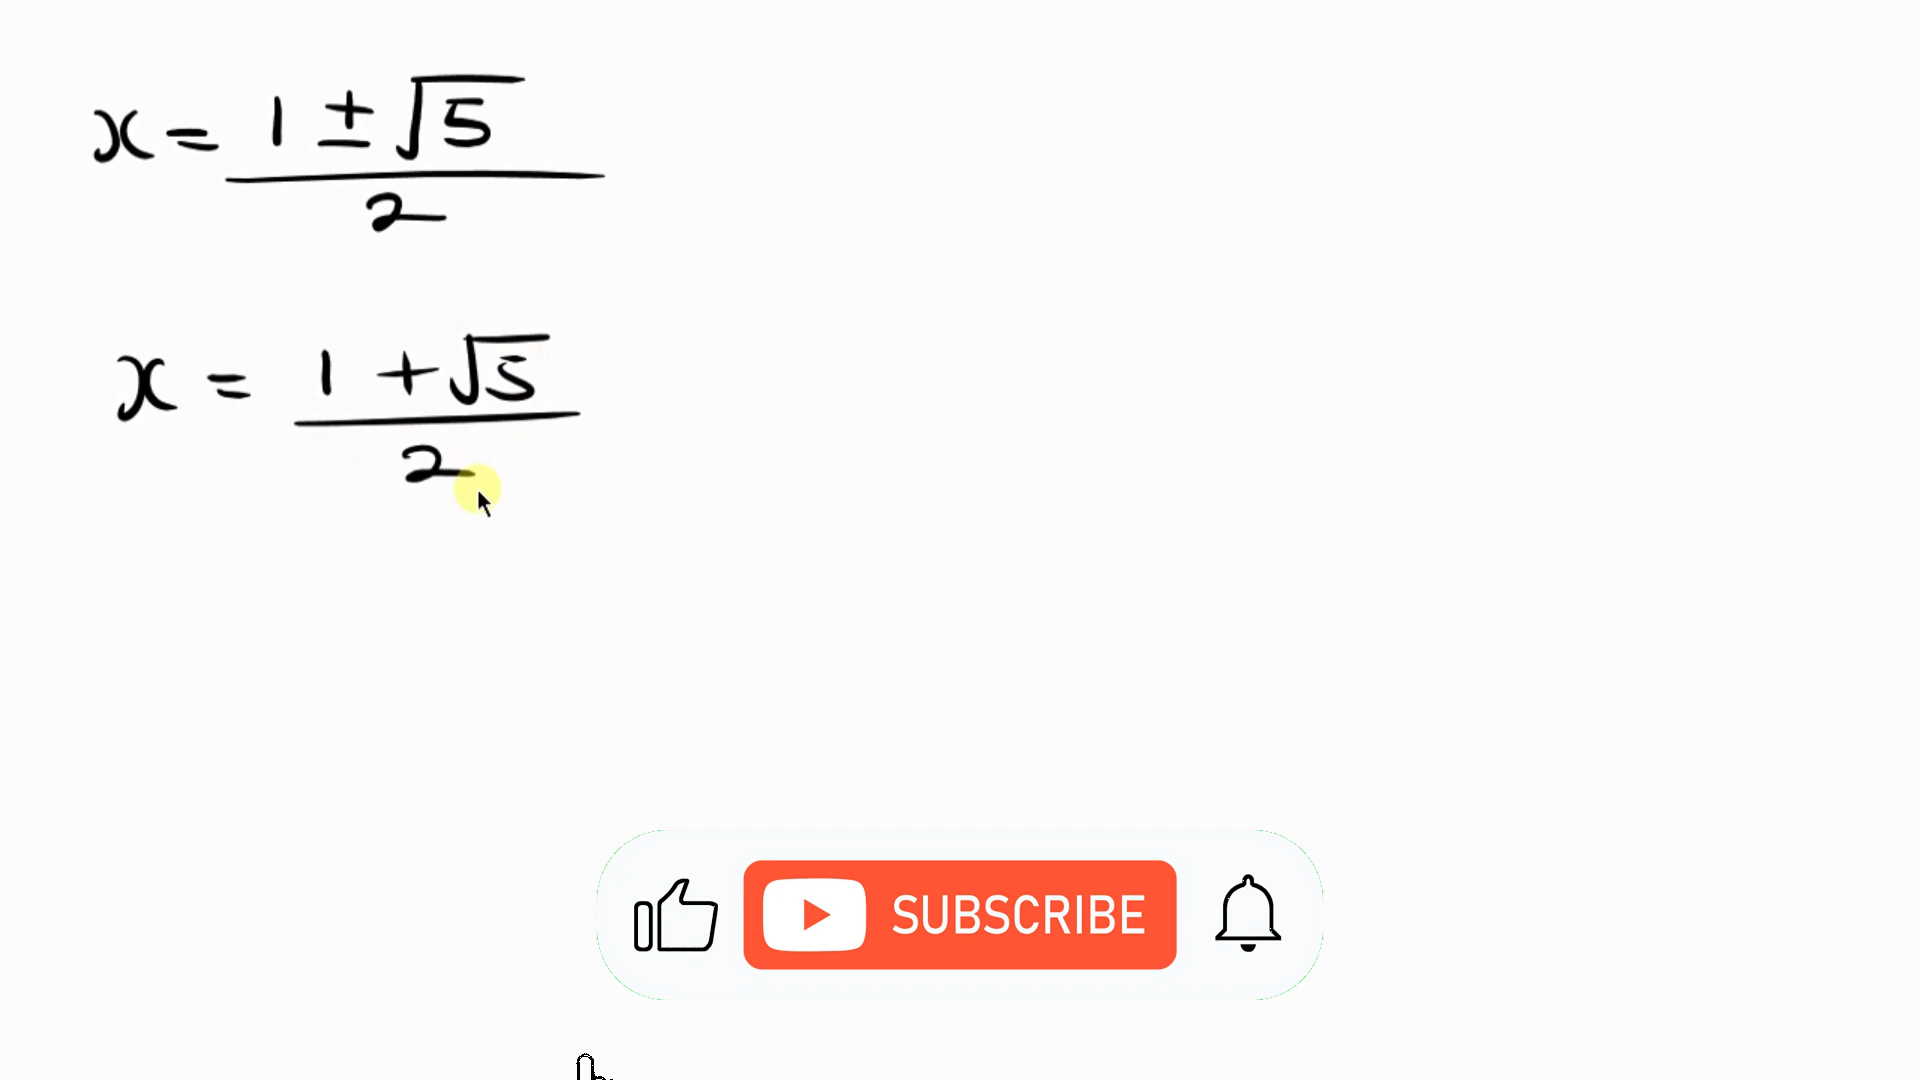 x = (1 ± √5) / 2
x = (1 + √5) / 2
SUBSCRIBE